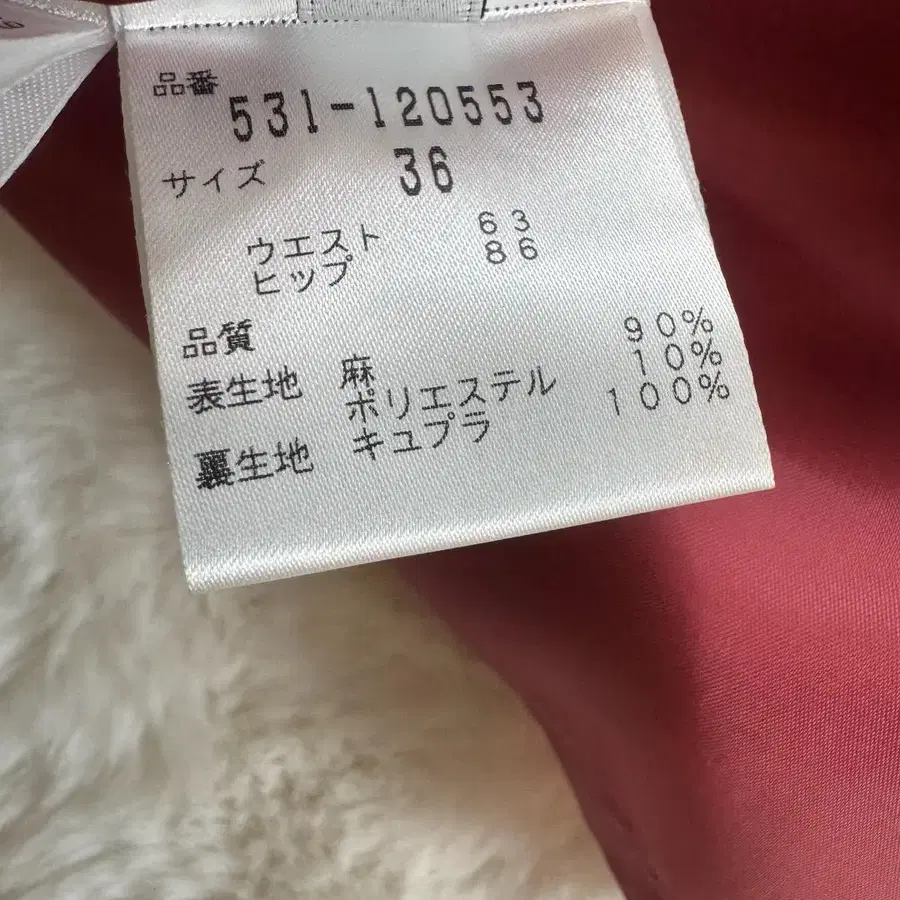 品番 531-120553
サイズ 36
ウエスト 63
ヒップ 86
品質
表生地 麻 90%
ポリエステル 10%
裏生地 キュプラ 100%